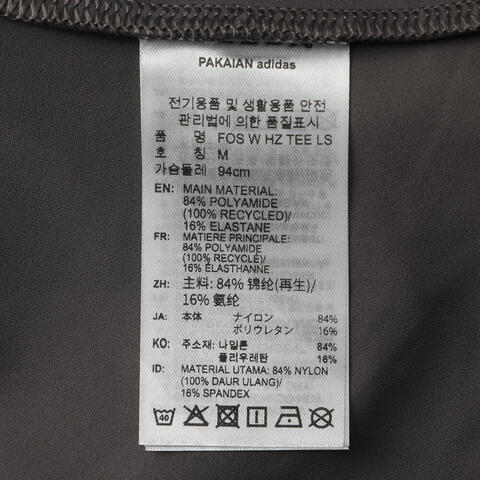 PAKAIAN adidas
전기용품 및 생활용품 안전
관리법에 의한 품질표시
품 명 FOS W HZ TEE LS
호 칭 M
가슴둘레 94cm
EN: MAIN MATERIAL:
84% POLYAMIDE
(100% RECYCLED)/
16% ELASTANE
FR: MATIERE PRINCIPALE:
84% POLYAMIDE
(100% RECYCLÉ)/
16% ÉLASTHANNE
ZH: 主料: 84% 锦纶(再生)/
16% 氨纶
JA: 本体 ナイロン 84%
ポリウレタン 16%
KO: 주소재: 나일론 84%
폴리우레탄 16%
ID: MATERIAL UTAMA: 84% NYLON
(100% DAUR ULANG)/
16% SPANDEX
40